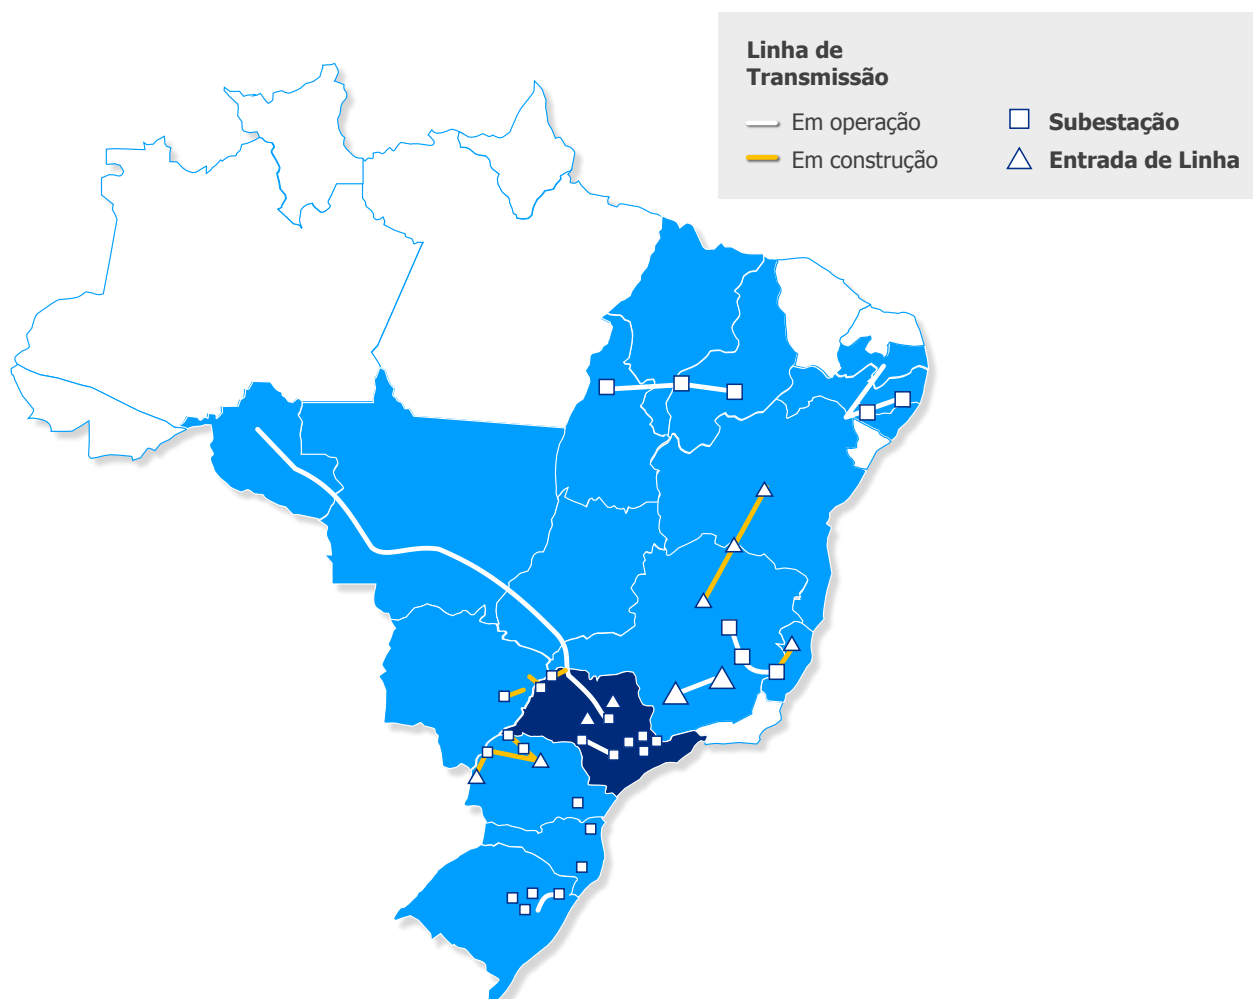 Linha de
Transmissão
Em operação
Em construção
Subestação
Entrada de Linha